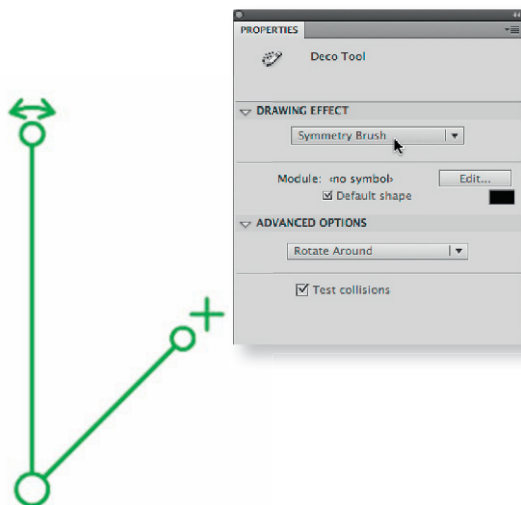 PROPERTIES
Deco Tool
DRAWING EFFECT
Symmetry Brush
Module: ‹no symbol› Edit...
Default shape
ADVANCED OPTIONS
Rotate Around
Test collisions